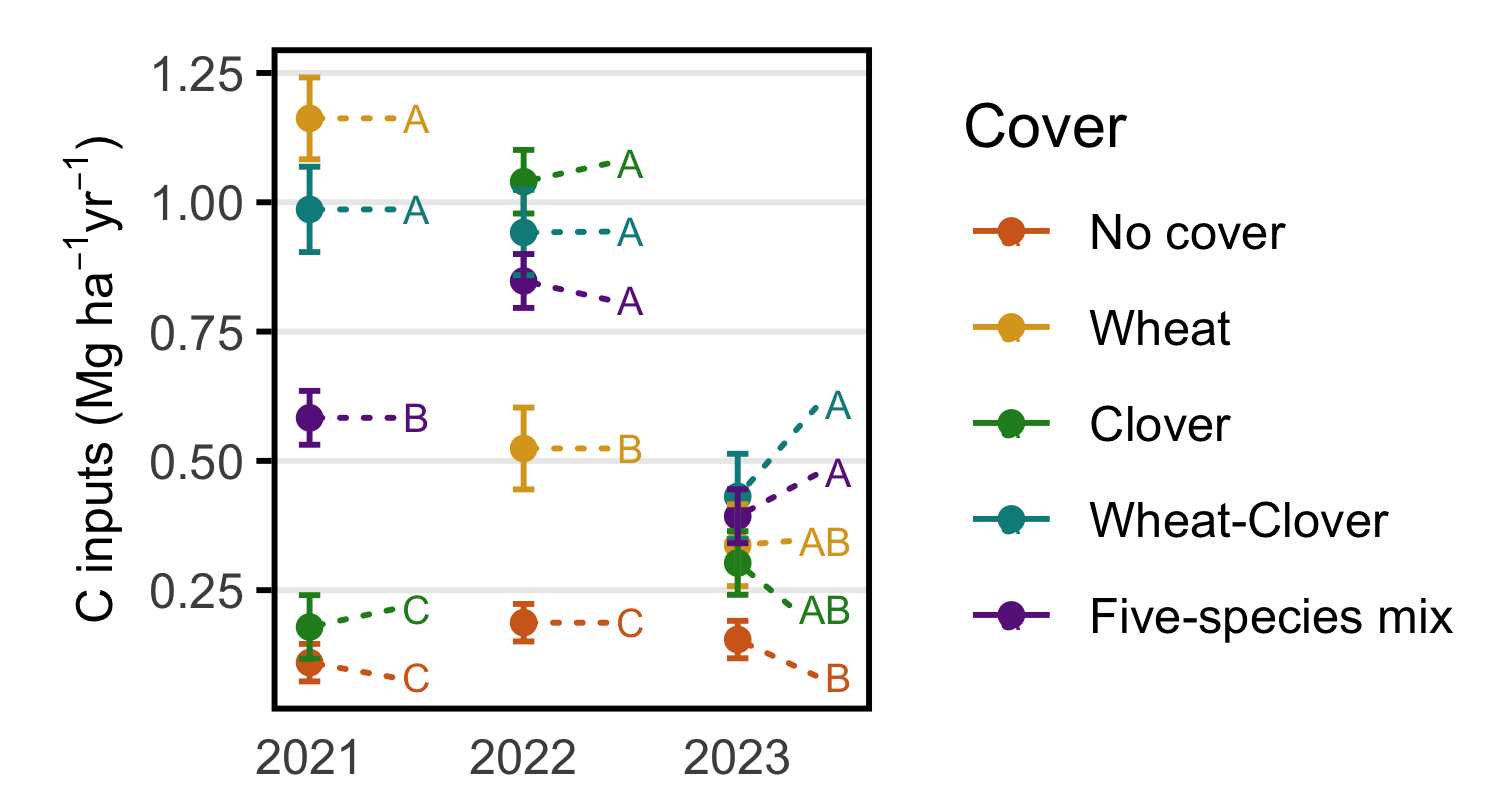 C inputs (Mg ha⁻¹yr⁻¹)
1.25
1.00
0.75
0.50
0.25
A
A
B
C
C
A
A
A
B
C
A
A
AB
AB
B
2021 2022 2023
Cover
No cover
Wheat
Clover
Wheat-Clover
Five-species mix